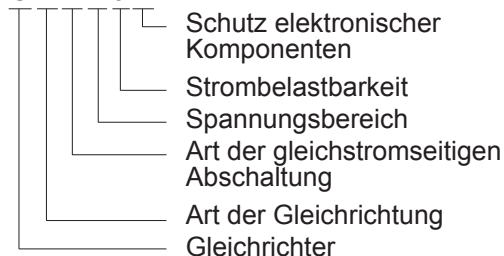 Schutz elektronischer
Komponenten
Strombelastbarkeit
Spannungsbereich
Art der gleichstromseitigen
Abschaltung
Art der Gleichrichtung
Gleichrichter